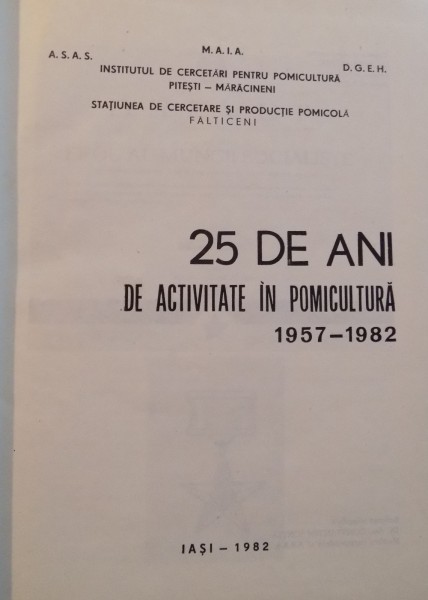 M. A. I. A.
A. S. A. S.
D. G. E. H.
INSTITUTUL DE CERCETĂRI PENTRU POMICULTURĂ
PITEȘTI – MĂRĂCINENI
STAȚIUNEA DE CERCETARE ȘI PRODUCȚIE POMICOLĂ
FALTICENI
25 DE ANI
DE ACTIVITATE ÎN POMICULTURĂ
1957–1982
IAȘI – 1982